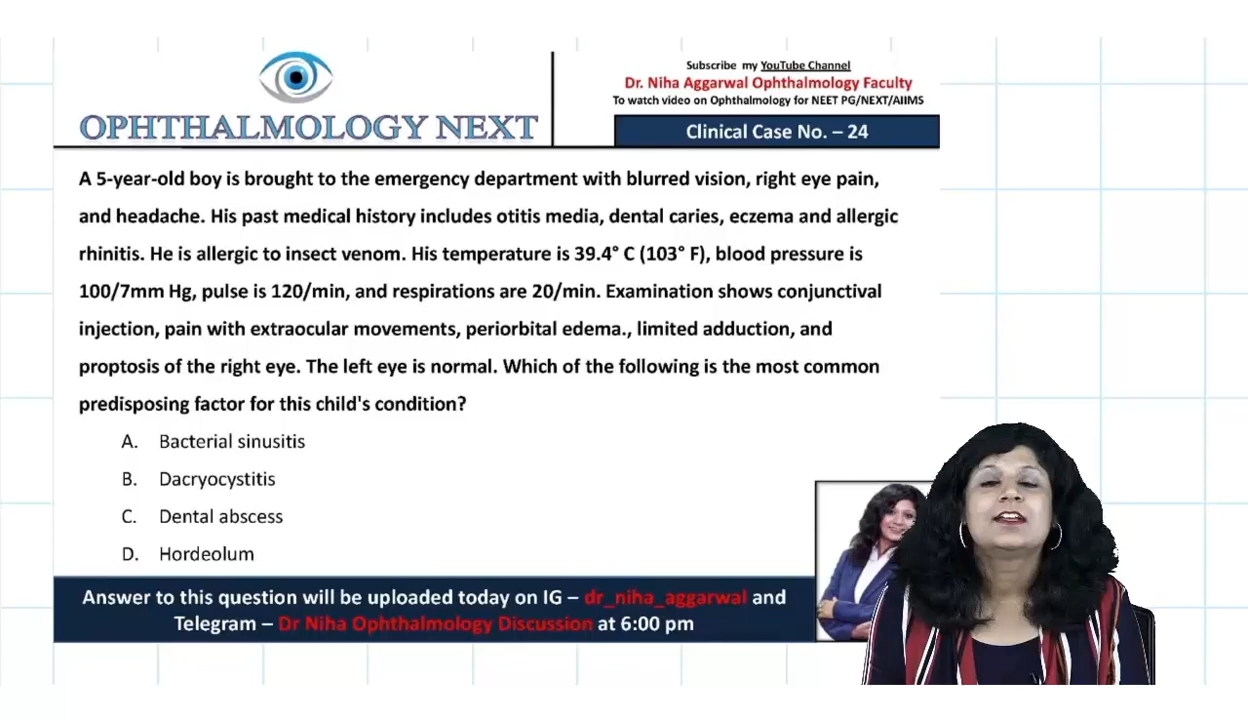 OPHTHALMOLOGY NEXT
Subscribe my YouTube Channel
Dr. Niha Aggarwal Ophthalmology Faculty
To watch video on Ophthalmology for NEET PG/NEXT/AIIMS
Clinical Case No. – 24
A 5-year-old boy is brought to the emergency department with blurred vision, right eye pain,
and headache. His past medical history includes otitis media, dental caries, eczema and allergic
rhinitis. He is allergic to insect venom. His temperature is 39.4° C (103° F), blood pressure is
100/7mm Hg, pulse is 120/min, and respirations are 20/min. Examination shows conjunctival
injection, pain with extraocular movements, periorbital edema., limited adduction, and
proptosis of the right eye. The left eye is normal. Which of the following is the most common
predisposing factor for this child's condition?
A. Bacterial sinusitis
B. Dacryocystitis
C. Dental abscess
D. Hordeolum
Answer to this question will be uploaded today on IG – dr_niha_aggarwal and
Telegram – Dr Niha Ophthalmology Discussion at 6:00 pm